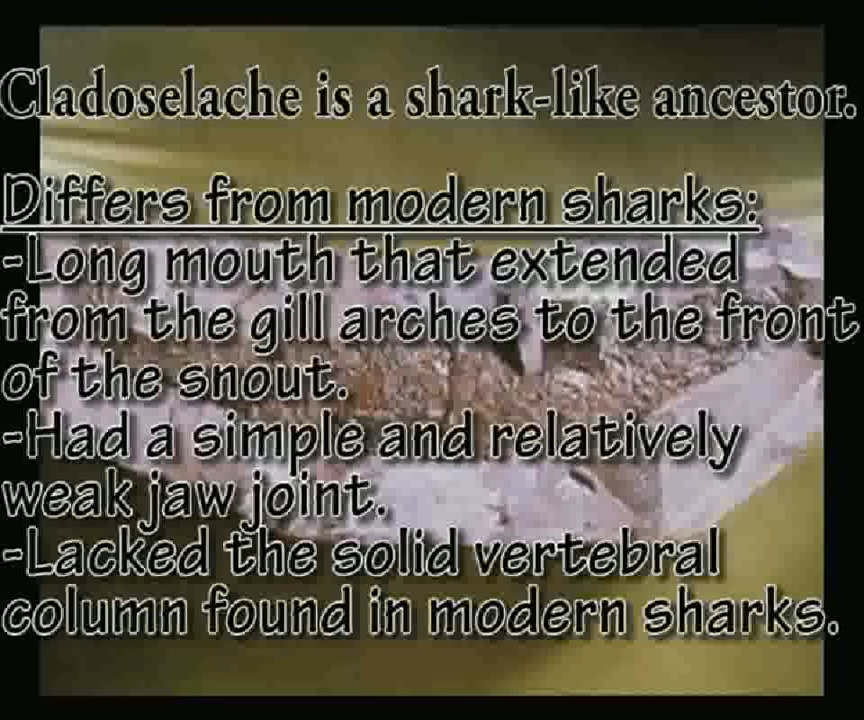 Cladoselache is a shark-like ancestor.
Differs from modern sharks:
-Long mouth that extended
from the gill arches to the front
of the snout.
-Had a simple and relatively
weak jaw joint.
-Lacked the solid vertebral
column found in modern sharks.